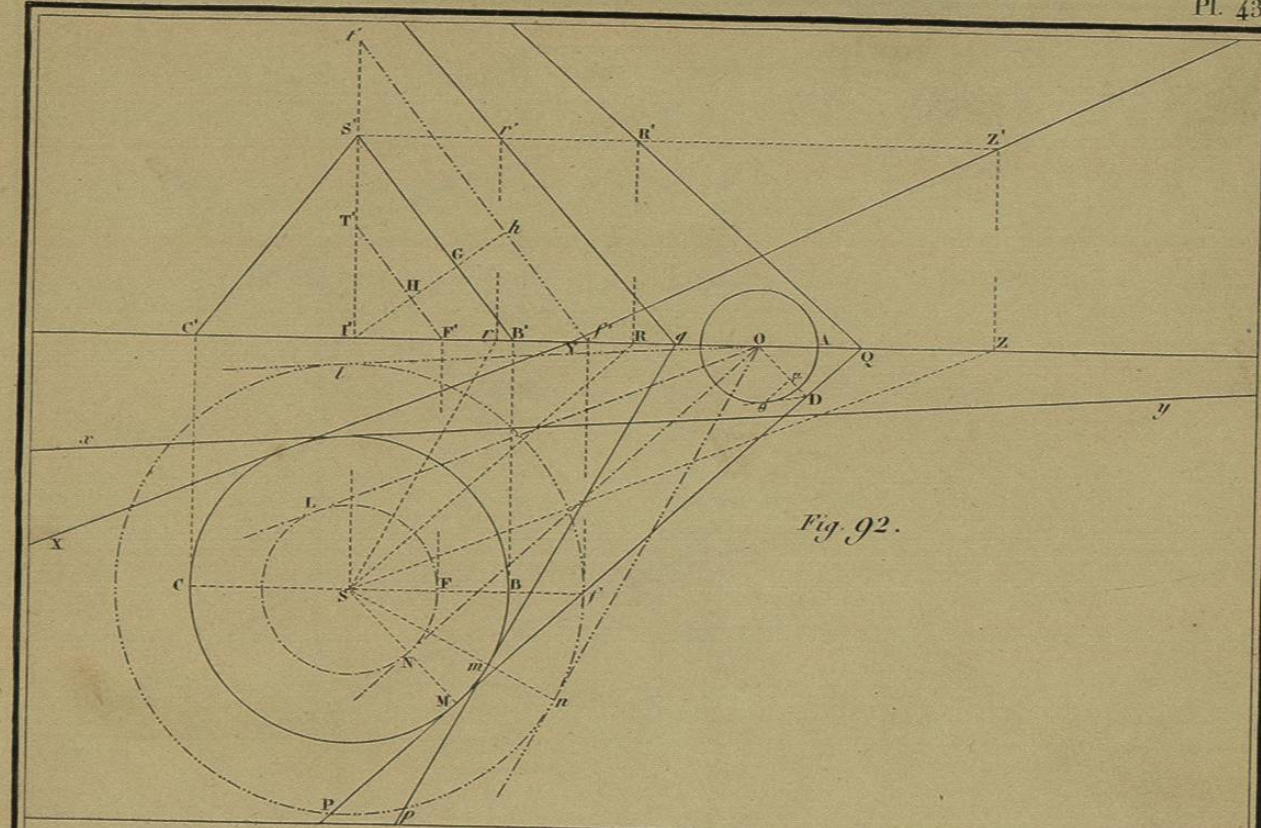 Pl. 43
t'
S' r' R' Z'
T' h
G
H
C' I' F' r B' Y f' R q O A Q Z
l α
θ D
x y
L
Fig. 92.
X
C S F B f
N m
M n
P p